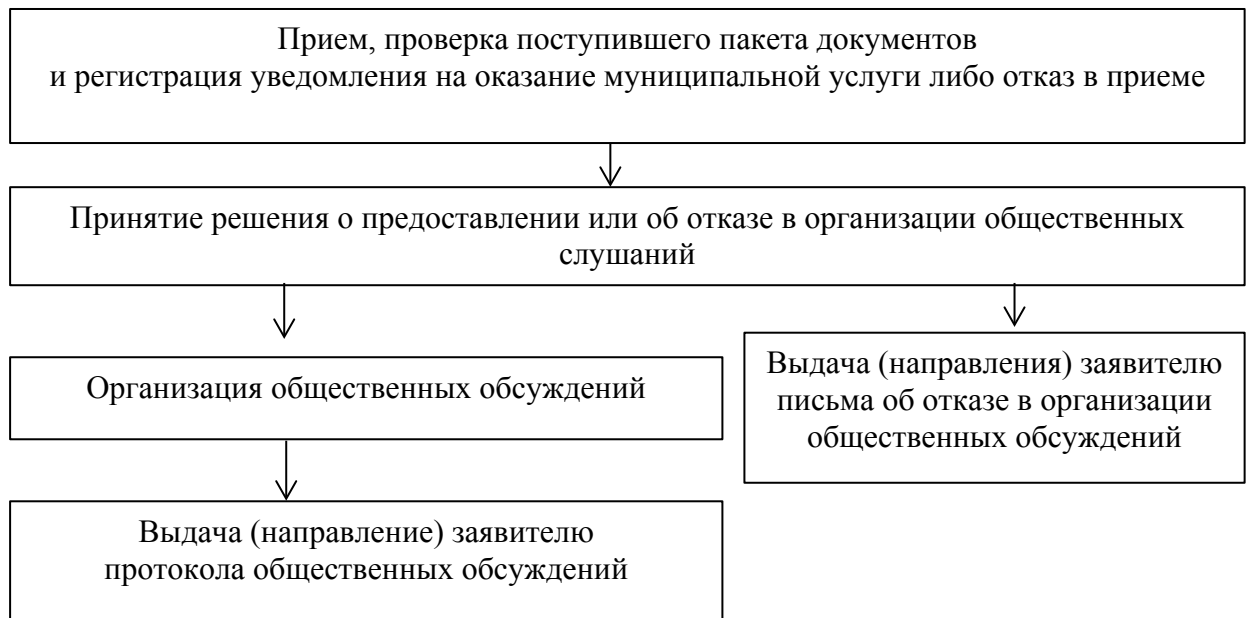 Прием, проверка поступившего пакета документов
и регистрация уведомления на оказание муниципальной услуги либо отказ в приеме
Принятие решения о предоставлении или об отказе в организации общественных
слушаний
Организация общественных обсуждений
Выдача (направления) заявителю
письма об отказе в организации
общественных обсуждений
Выдача (направление) заявителю
протокола общественных обсуждений